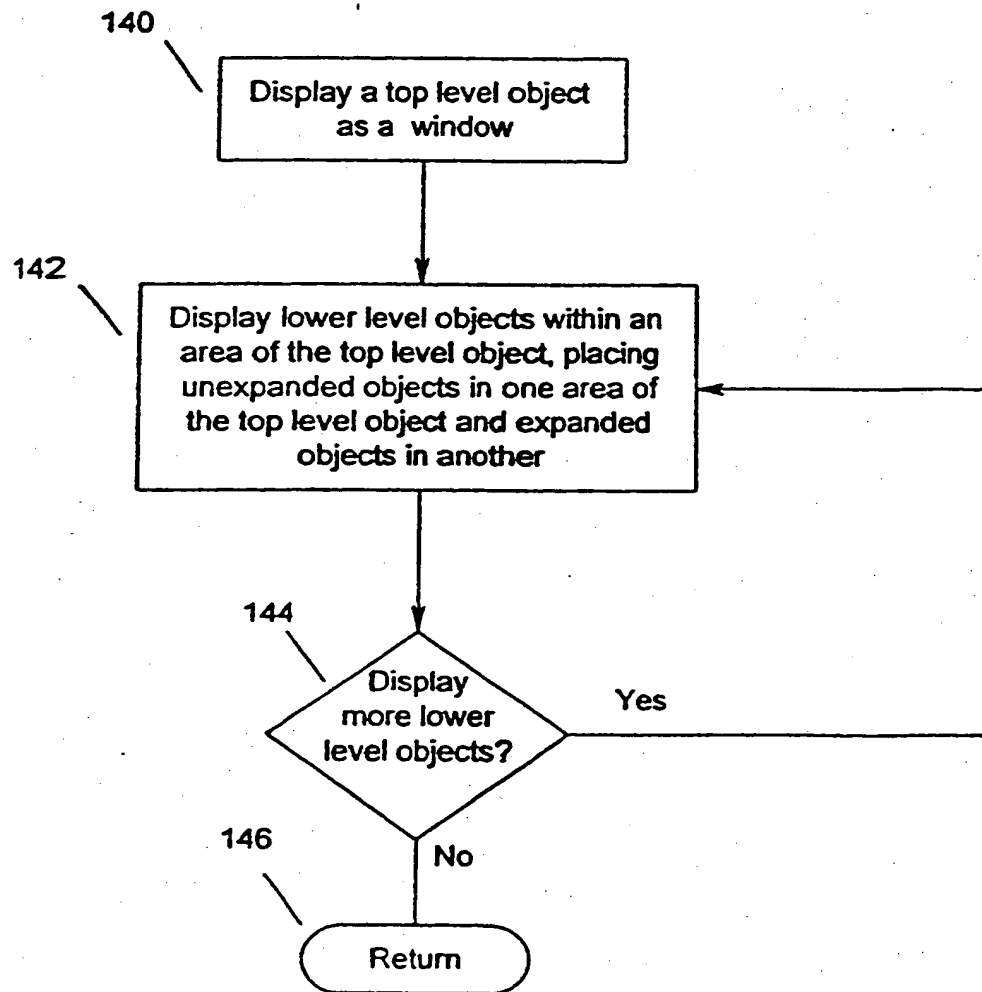 140
Display a top level object
as a window
142
Display lower level objects within an
area of the top level object, placing
unexpanded objects in one area of
the top level object and expanded
objects in another
144
Display
more lower
level objects?
Yes
No
146
Return